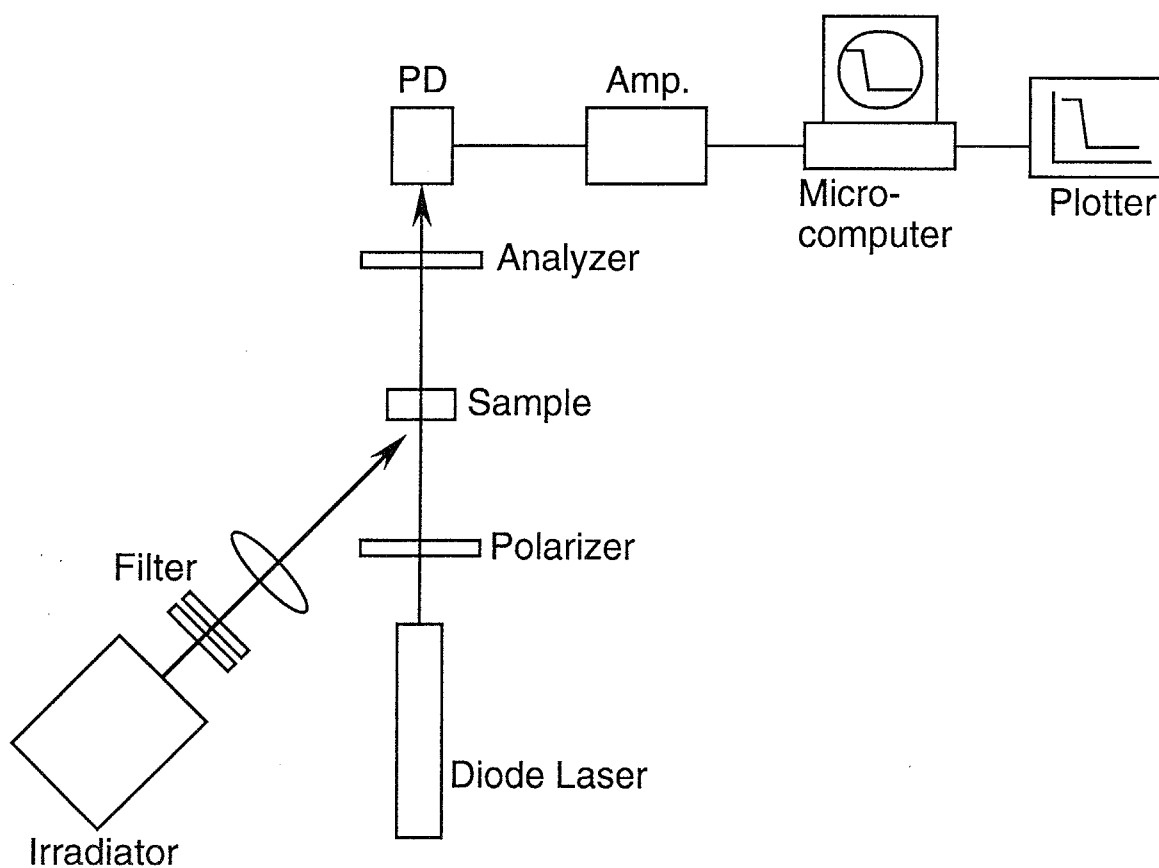 PD
Amp.
Micro-
computer
Plotter
Analyzer
Sample
Polarizer
Filter
Diode Laser
Irradiator